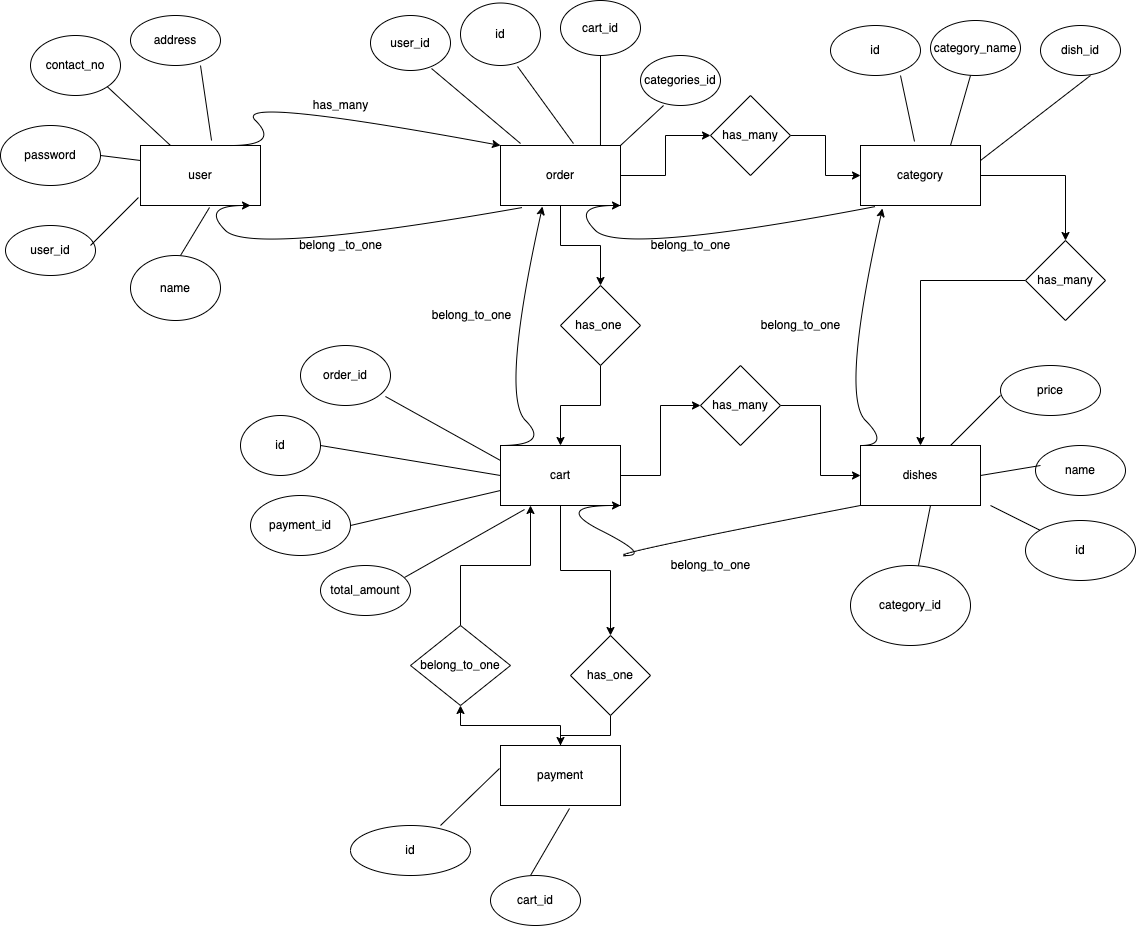 address
contact_no
password
user_id
name
user
has_many
belong _to_one
user_id
id
cart_id
categories_id
order
has_many
belong_to_one
id
category_name
dish_id
category
has_many
belong_to_one
has_one
belong_to_one
order_id
id
payment_id
total_amount
cart
has_many
dishes
price
name
id
category_id
belong_to_one
belong_to_one
has_one
payment
id
cart_id